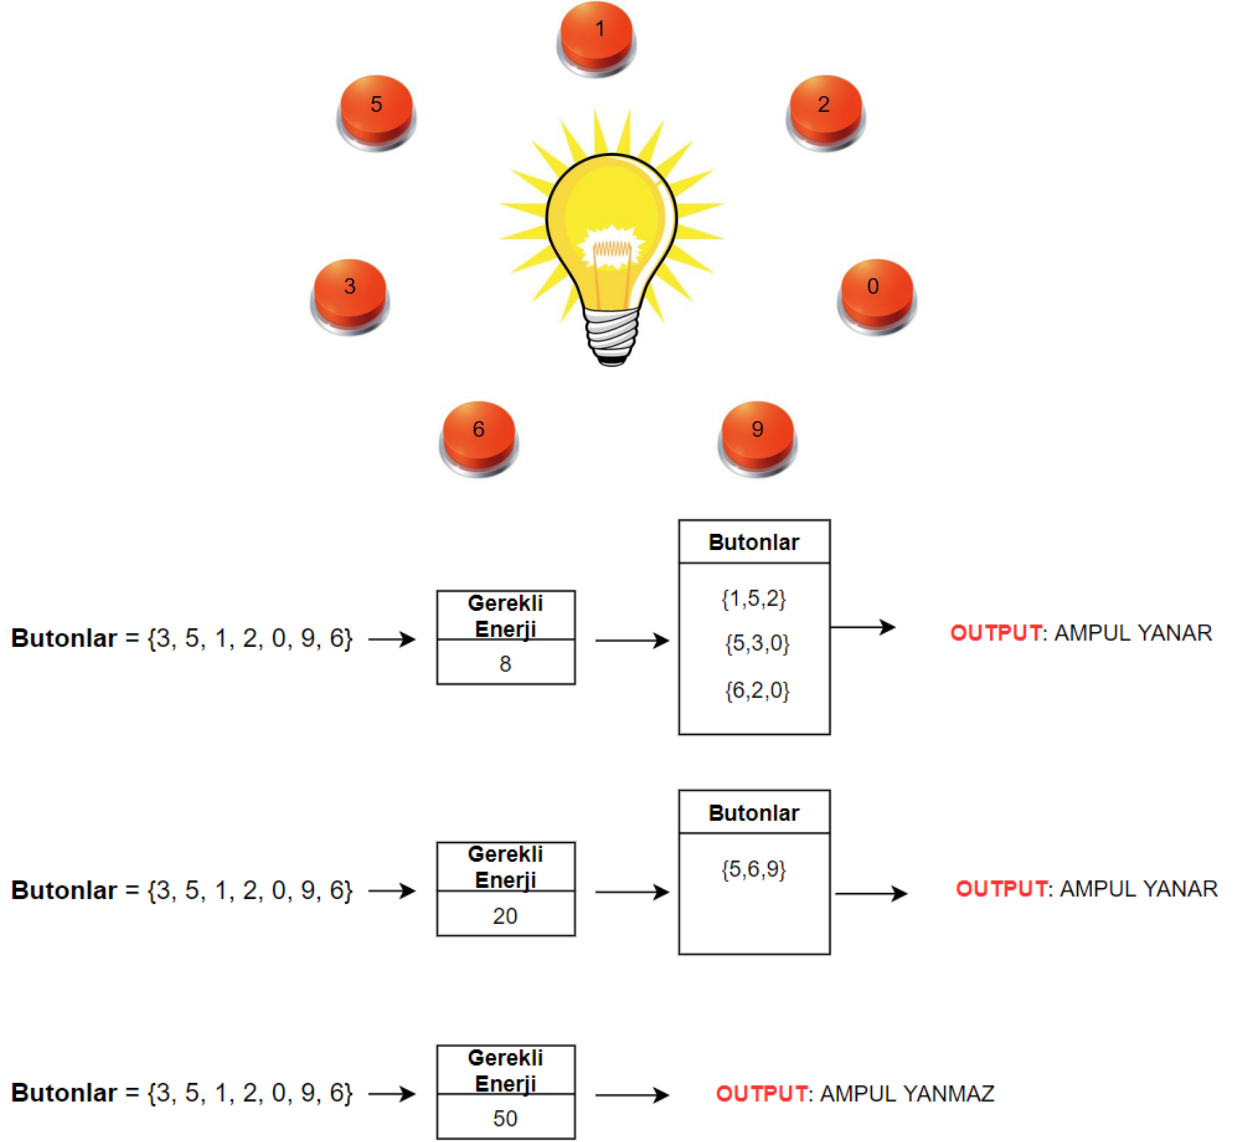 1
5
2
3
0
6
9
Butonlar
{1,5,2}
{5,3,0}
{6,2,0}
Gerekli
Enerji
8
Butonlar = {3, 5, 1, 2, 0, 9, 6}
OUTPUT: AMPUL YANAR
Butonlar
{5,6,9}
Gerekli
Enerji
20
Butonlar = {3, 5, 1, 2, 0, 9, 6}
OUTPUT: AMPUL YANAR
Gerekli
Enerji
50
Butonlar = {3, 5, 1, 2, 0, 9, 6}
OUTPUT: AMPUL YANMAZ